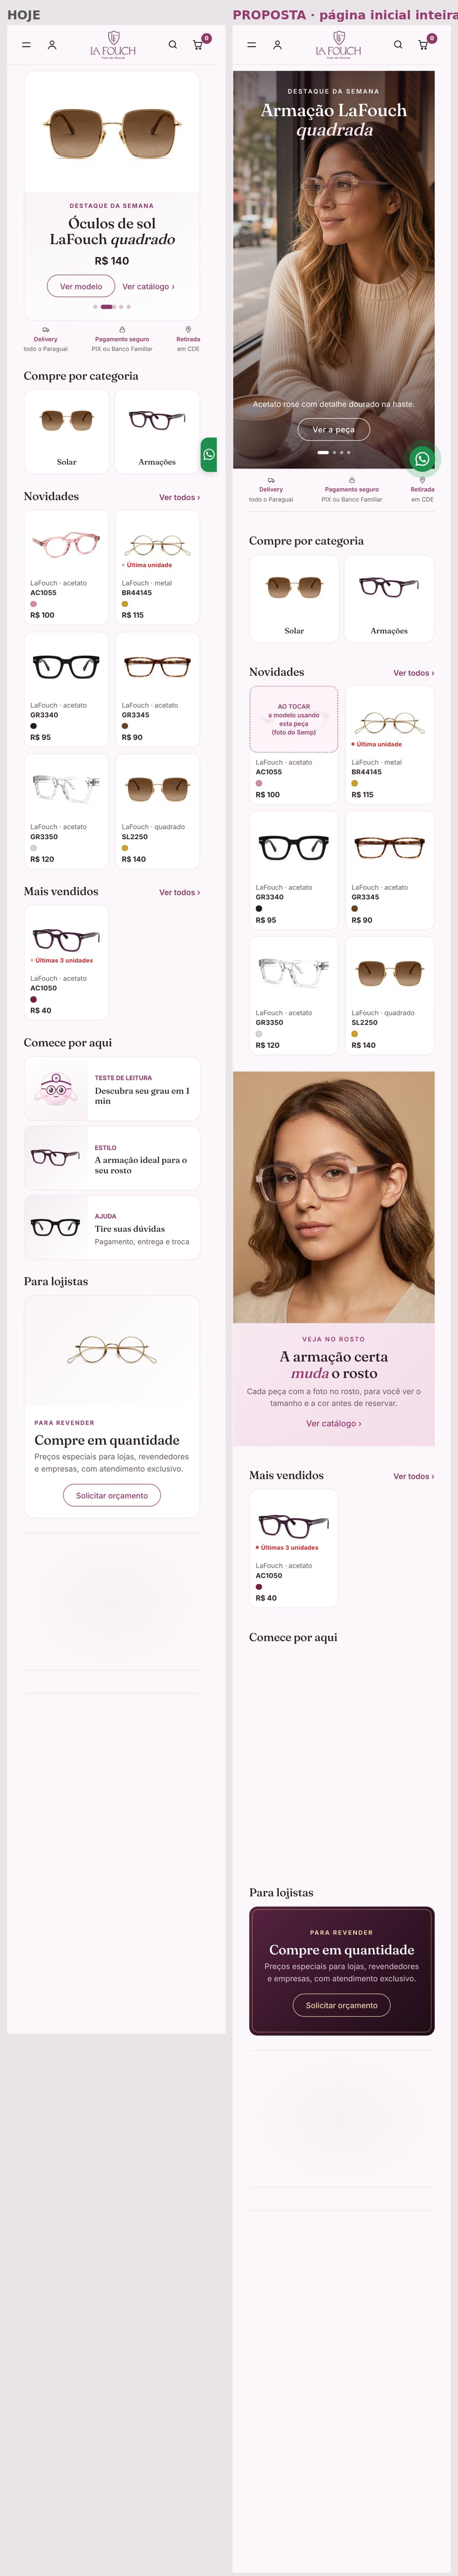 HOJE
0
LA FOUCH
DESTAQUE DA SEMANA
Óculos de sol
LaFouch quadrado
R$ 140
Ver modelo
Ver catálogo ›
Delivery
todo o Paraguai
Pagamento seguro
PIX ou Banco Familiar
Retirada
em CDE
Compre por categoria
Solar
Armações
Novidades
Ver todos ›
LaFouch · acetato
AC1055
R$ 100
Última unidade
LaFouch · metal
BR44145
R$ 115
LaFouch · acetato
GR3340
R$ 95
LaFouch · acetato
GR3345
R$ 90
LaFouch · acetato
GR3350
R$ 120
LaFouch · quadrado
SL2250
R$ 140
Mais vendidos
Ver todos ›
Últimas 3 unidades
LaFouch · acetato
AC1050
R$ 40
Comece por aqui
TESTE DE LEITURA
Descubra seu grau em 1
min
ESTILO
A armação ideal para o
seu rosto
AJUDA
Tire suas dúvidas
Pagamento, entrega e troca
Para lojistas
PARA REVENDER
Compre em quantidade
Preços especiais para lojas, revendedores
e empresas, com atendimento exclusivo.
Solicitar orçamento
PROPOSTA · página inicial inteira
0
LA FOUCH
DESTAQUE DA SEMANA
Armação LaFouch
quadrada
Acetato rosé com detalhe dourado na haste.
Ver a peça
Delivery
todo o Paraguai
Pagamento seguro
PIX ou Banco Familiar
Retirada
em CDE
Compre por categoria
Solar
Armações
Novidades
Ver todos ›
AO TOCAR
a modelo usando
esta peça
(foto do Semp)
LaFouch · acetato
AC1055
R$ 100
Última unidade
LaFouch · metal
BR44145
R$ 115
LaFouch · acetato
GR3340
R$ 95
LaFouch · acetato
GR3345
R$ 90
LaFouch · acetato
GR3350
R$ 120
LaFouch · quadrado
SL2250
R$ 140
VEJA NO ROSTO
A armação certa
muda o rosto
Cada peça com a foto no rosto, para você ver o
tamanho e a cor antes de reservar.
Ver catálogo ›
Mais vendidos
Ver todos ›
Últimas 3 unidades
LaFouch · acetato
AC1050
R$ 40
Comece por aqui
Para lojistas
PARA REVENDER
Compre em quantidade
Preços especiais para lojas, revendedores
e empresas, com atendimento exclusivo.
Solicitar orçamento